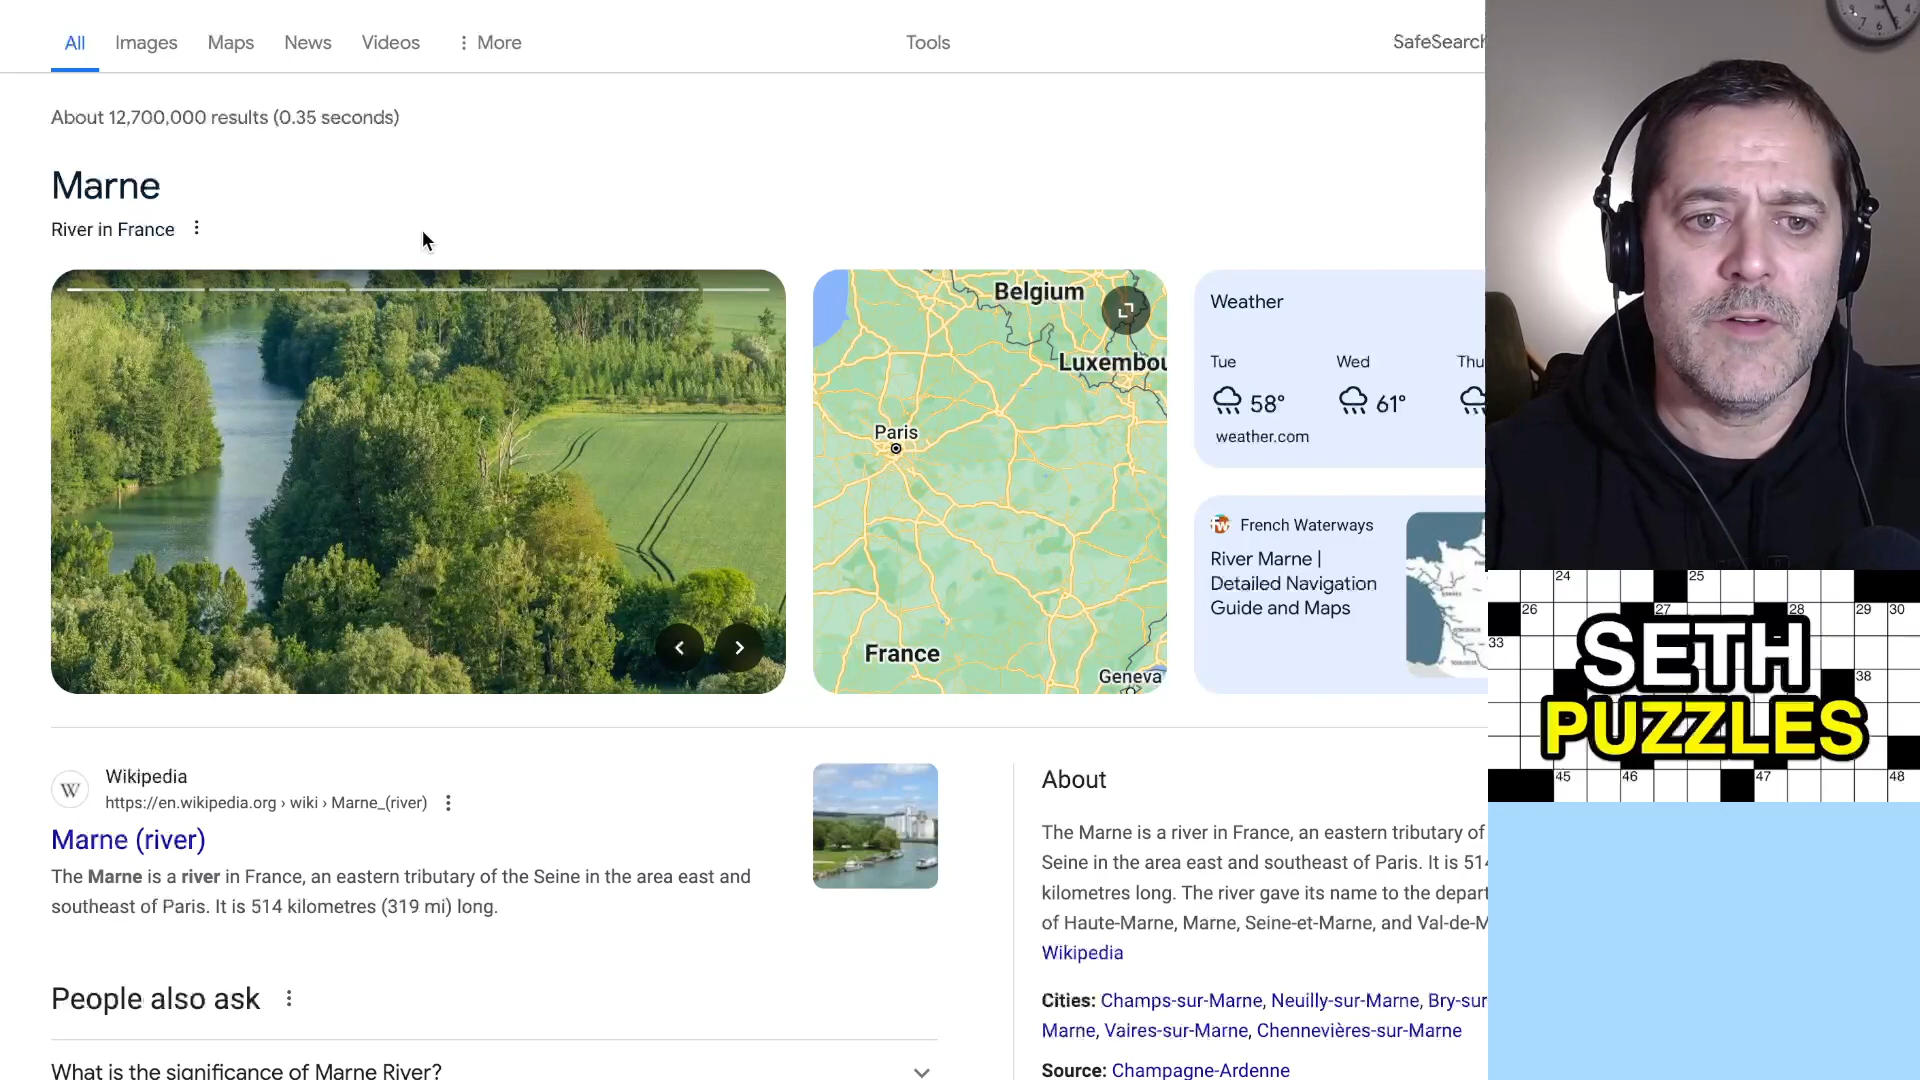 All Images Maps News Videos More Tools SafeSearch
About 12,700,000 results (0.35 seconds)
Marne
River in France
Belgium
Luxembou
Paris
France
Geneva
Weather
Tue Wed Thu
58° 61°
weather.com
French Waterways
River Marne |
Detailed Navigation
Guide and Maps
W
Wikipedia
https://en.wikipedia.org › wiki › Marne_(river)
Marne (river)
The Marne is a river in France, an eastern tributary of the Seine in the area east and
southeast of Paris. It is 514 kilometres (319 mi) long.
People also ask
What is the significance of Marne River?
About
The Marne is a river in France, an eastern tributary of
Seine in the area east and southeast of Paris. It is 514
kilometres long. The river gave its name to the depart
of Haute-Marne, Marne, Seine-et-Marne, and Val-de-M
Wikipedia
Cities: Champs-sur-Marne, Neuilly-sur-Marne, Bry-sur
Marne, Vaires-sur-Marne, Chennevières-sur-Marne
Source: Champagne-Ardenne
24 25
26 27 28 29 30
33
SETH
38
PUZZLES
45 46 47 48